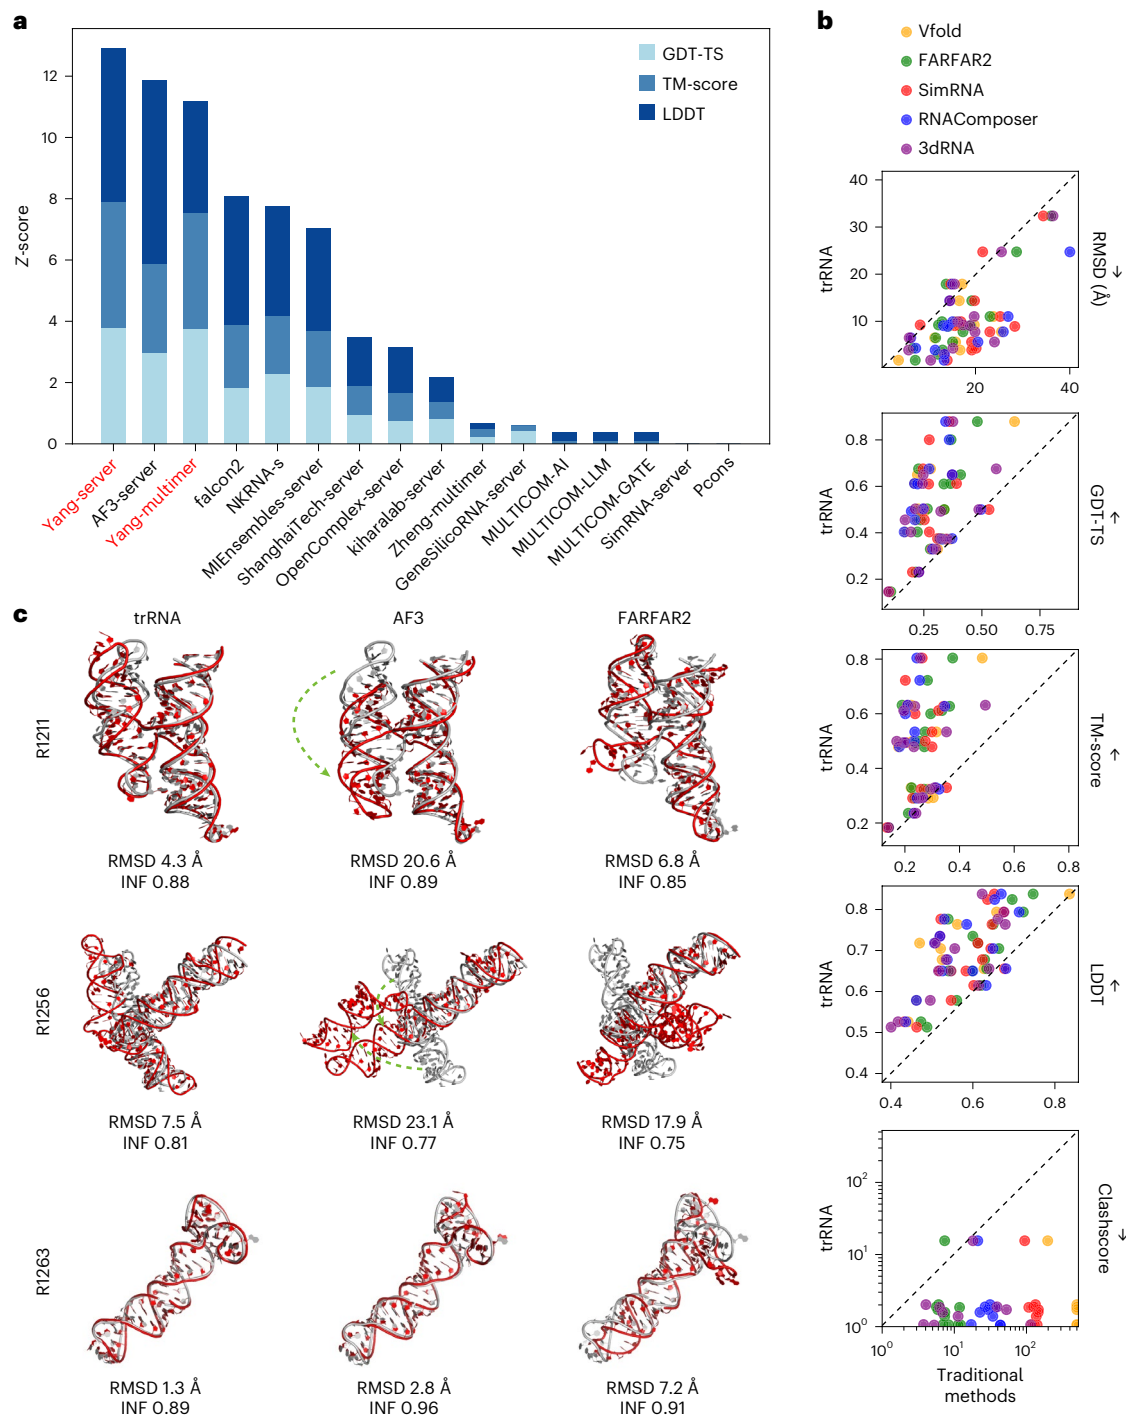 a
GDT-TS
TM-score
LDDT
Z-score
12
10
8
6
4
2
0
Yang-server
AF3-server
Yang-multimer
falcon2
NKRNA-s
MIEnsembles-server
ShanghaiTech-server
OpenComplex-server
kiharalab-server
Zheng-multimer
GeneSilicoRNA-server
MULTICOM-AI
MULTICOM-LLM
MULTICOM-GATE
SimRNA-server
Pcons
b
Vfold
FARFAR2
SimRNA
RNAComposer
3dRNA
40
30
20
10
trRNA
RMSD (Å) ↓
20 40
0.8
0.6
0.4
0.2
trRNA
GDT-TS ↑
0.25 0.50 0.75
0.8
0.6
0.4
0.2
trRNA
TM-score ↑
0.2 0.4 0.6 0.8
0.8
0.7
0.6
0.5
0.4
trRNA
LDDT ↑
0.4 0.6 0.8
10²
10¹
10⁰
trRNA
Clashscore ↓
10⁰ 10¹ 10²
Traditional
methods
c
trRNA AF3 FARFAR2
R1211
RMSD 4.3 Å RMSD 20.6 Å RMSD 6.8 Å
INF 0.88 INF 0.89 INF 0.85
R1256
RMSD 7.5 Å RMSD 23.1 Å RMSD 17.9 Å
INF 0.81 INF 0.77 INF 0.75
R1263
RMSD 1.3 Å RMSD 2.8 Å RMSD 7.2 Å
INF 0.89 INF 0.96 INF 0.91